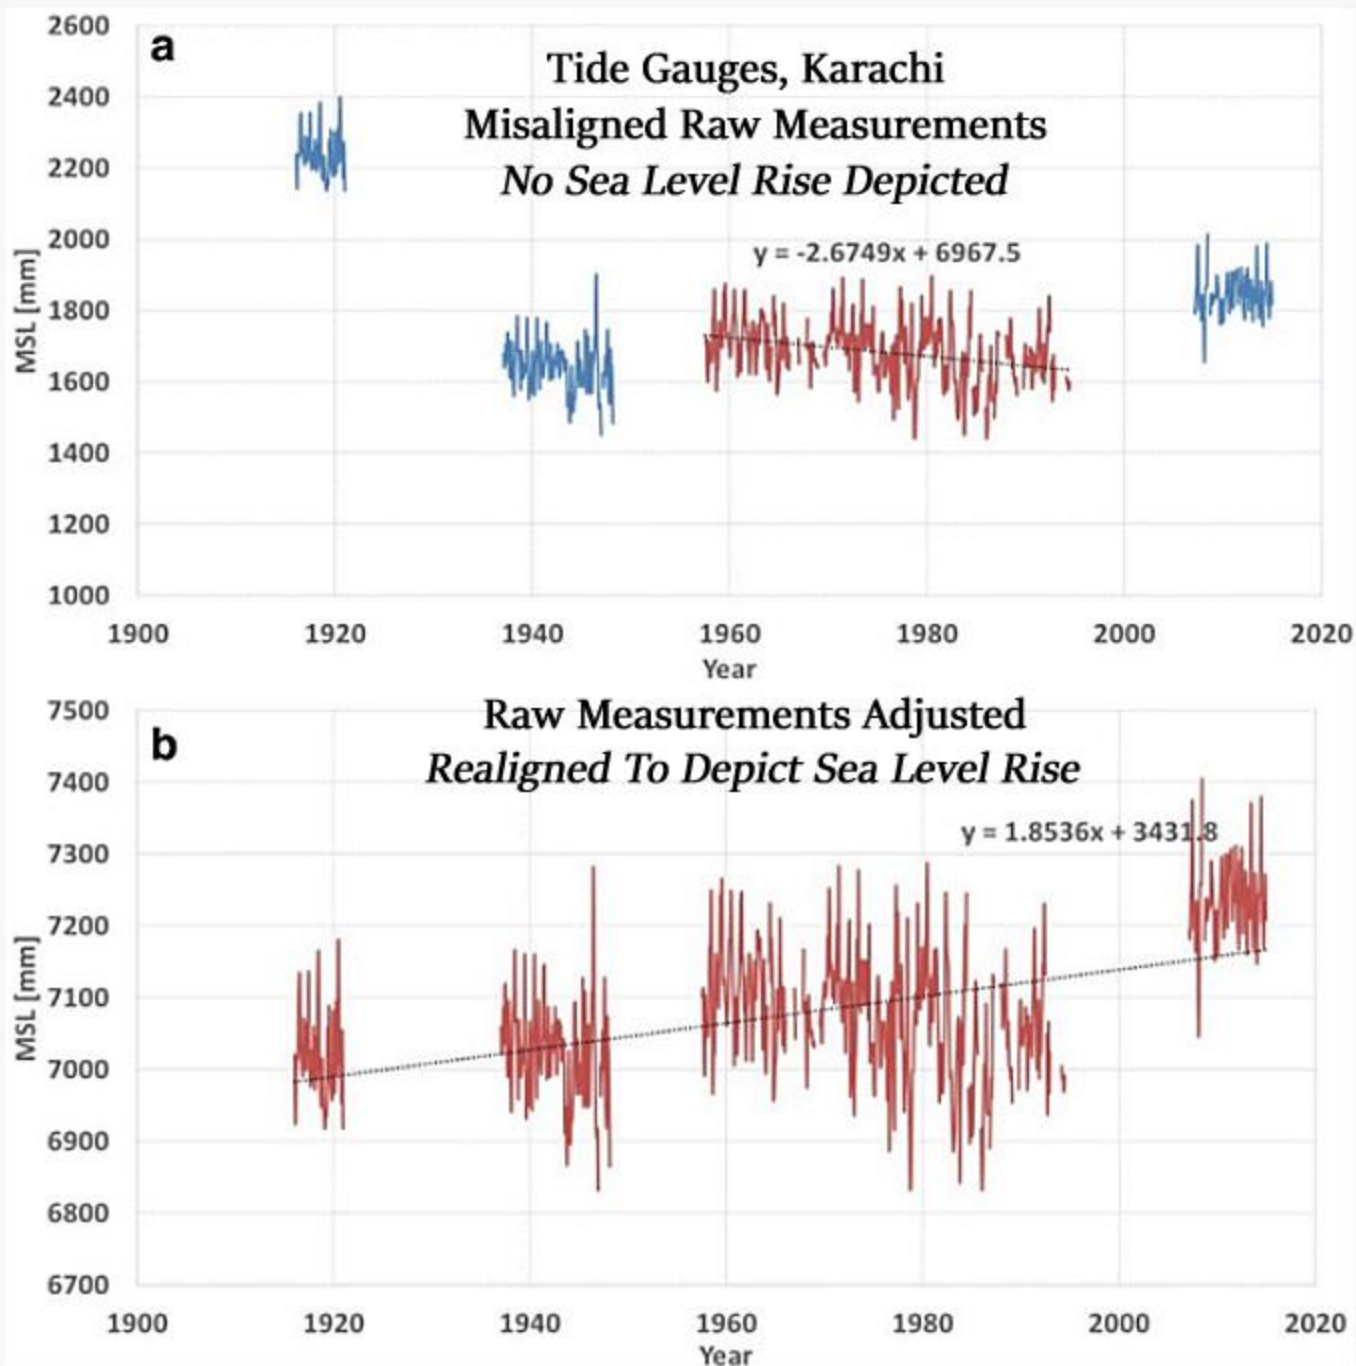 a
Tide Gauges, Karachi
Misaligned Raw Measurements
No Sea Level Rise Depicted
y = -2.6749x + 6967.5
MSL [mm]
2600
2400
2200
2000
1800
1600
1400
1200
1000
1900 1920 1940 1960 1980 2000 2020
Year
b
Raw Measurements Adjusted
Realigned To Depict Sea Level Rise
y = 1.8536x + 3431.8
MSL [mm]
7500
7400
7300
7200
7100
7000
6900
6800
6700
1900 1920 1940 1960 1980 2000 2020
Year